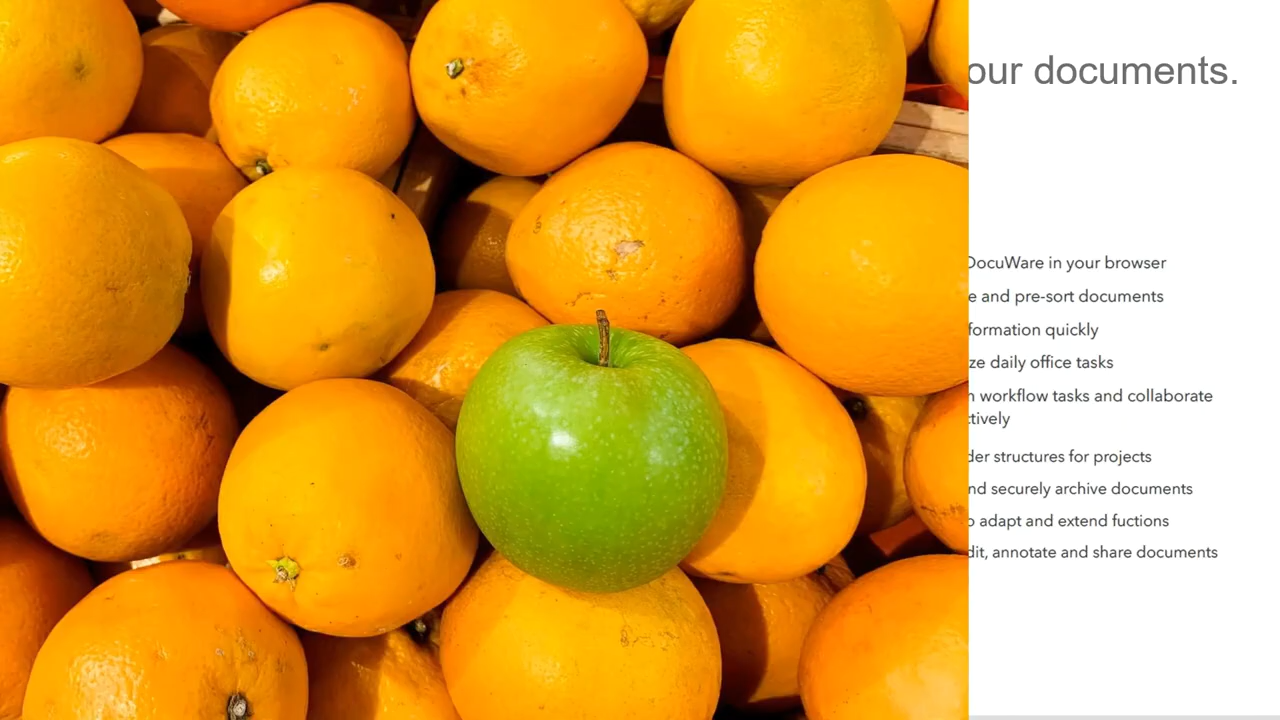 our documents.
DocuWare in your browser
e and pre-sort documents
formation quickly
ze daily office tasks
workflow tasks and collaborate
ctively
der structures for projects
nd securely archive documents
o adapt and extend fuctions
dit, annotate and share documents